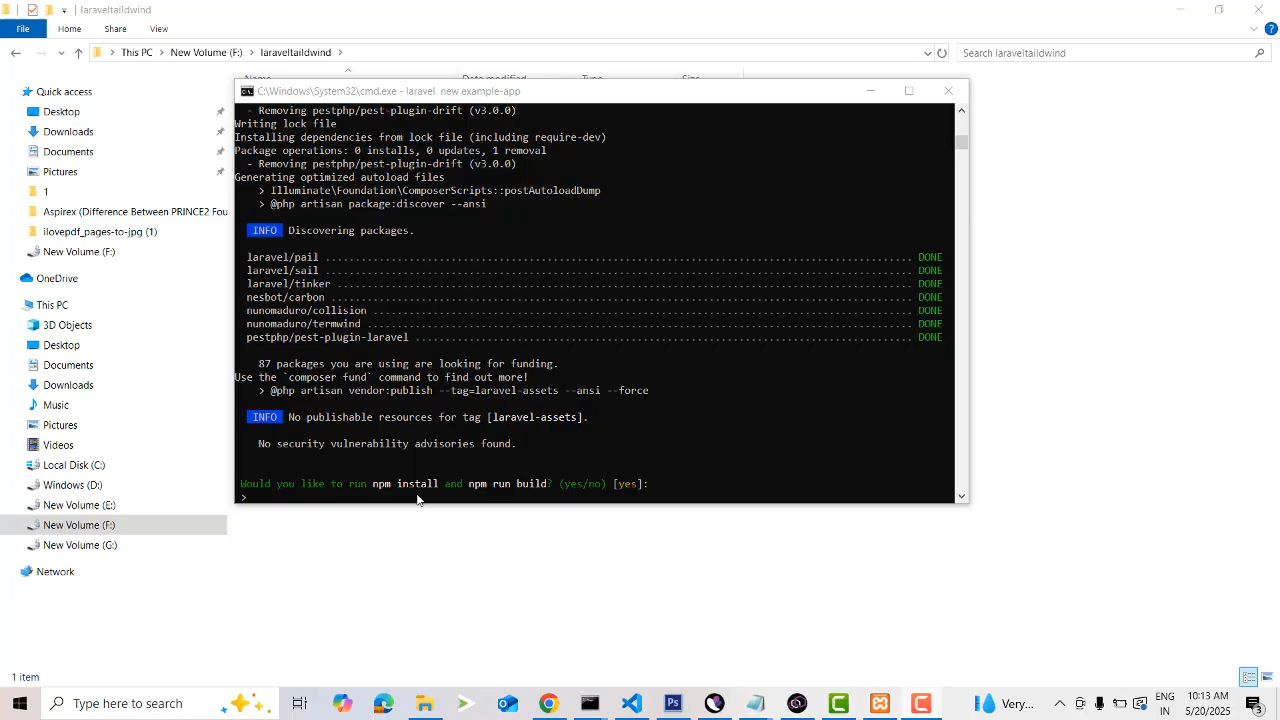 laraveltaildwind
File
Home
Share
View
This PC
New Volume (F:)
laraveltaildwind
Search laraveltaildwind
Name
Date modified
Type
Size
Quick access
Desktop
Downloads
Documents
Pictures
1
Aspirex (Difference Between PRINCE2 Fou
ilovepdf_pages-to-jpg (1)
New Volume (F:)
OneDrive
This PC
3D Objects
Desktop
Documents
Downloads
Music
Pictures
Videos
Local Disk (C:)
Windows (D:)
New Volume (E:)
New Volume (F:)
New Volume (G:)
Network
1 item
C:\Windows\System32\cmd.exe - laravel new example-app
- Removing pestphp/pest-plugin-drift (v3.0.0)
Writing lock file
Installing dependencies from lock file (including require-dev)
Package operations: 0 installs, 0 updates, 1 removal
- Removing pestphp/pest-plugin-drift (v3.0.0)
Generating optimized autoload files
> Illuminate\Foundation\ComposerScripts::postAutoloadDump
> @php artisan package:discover --ansi
INFO Discovering packages.
laravel/pail ........ DONE
laravel/sail ........ DONE
laravel/tinker ........ DONE
nesbot/carbon ........ DONE
nunomaduro/collision ........ DONE
nunomaduro/termwind ........ DONE
pestphp/pest-plugin-laravel ........ DONE
87 packages you are using are looking for funding.
Use the `composer fund` command to find out more!
> @php artisan vendor:publish --tag=laravel-assets --ansi --force
INFO No publishable resources for tag [laravel-assets].
No security vulnerability advisories found.
Would you like to run npm install and npm run build? (yes/no) [yes]:
>
Type here to search
Ps
Very...
ENG
IN
10:13 AM
5/20/2025
3